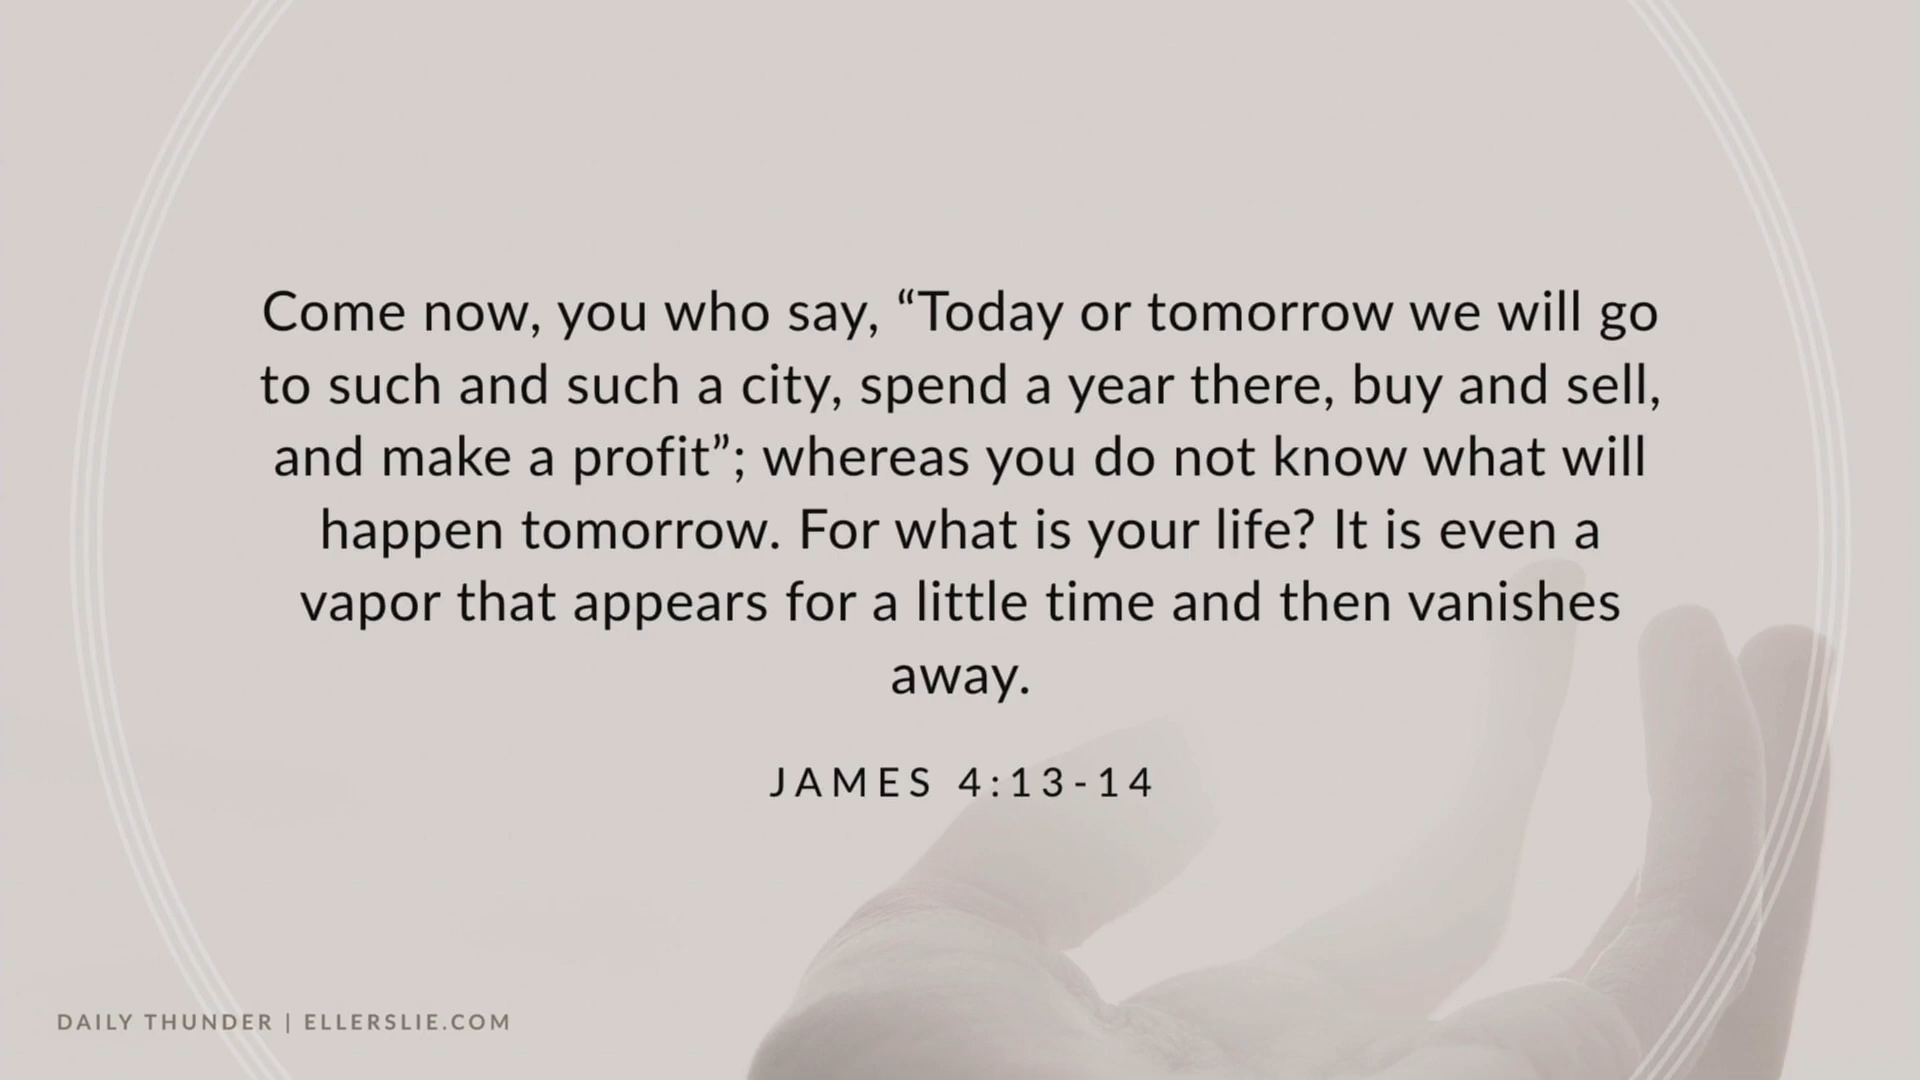 Come now, you who say, “Today or tomorrow we will go
to such and such a city, spend a year there, buy and sell,
and make a profit”; whereas you do not know what will
happen tomorrow. For what is your life? It is even a
vapor that appears for a little time and then vanishes
away.
JAMES 4:13-14
DAILY THUNDER | ELLERSLIE.COM